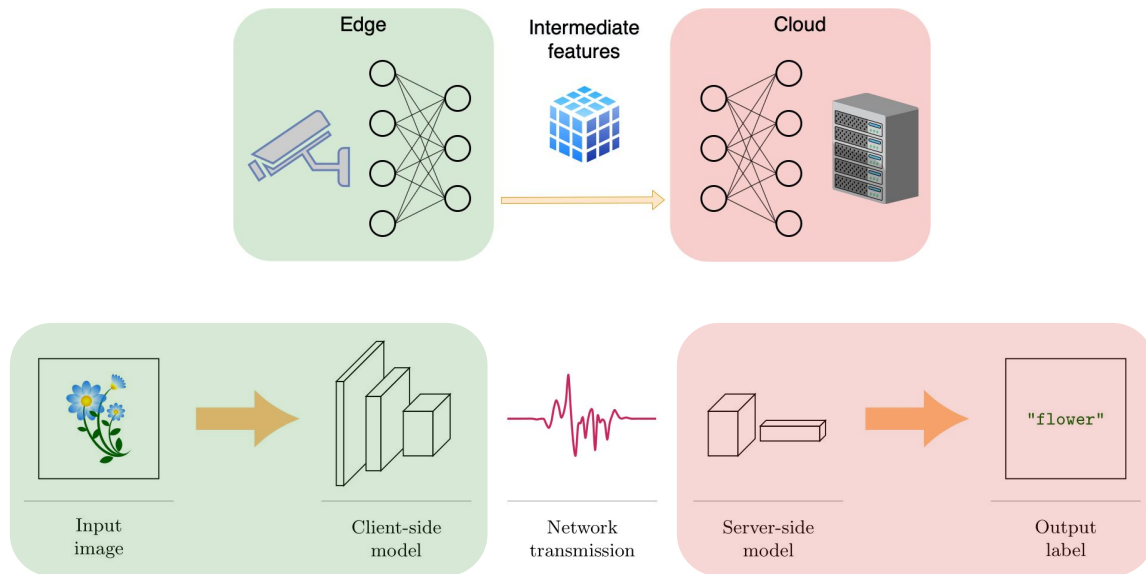 Edge
Intermediate
features
Cloud
"flower"
Input
image
Client-side
model
Network
transmission
Server-side
model
Output
label